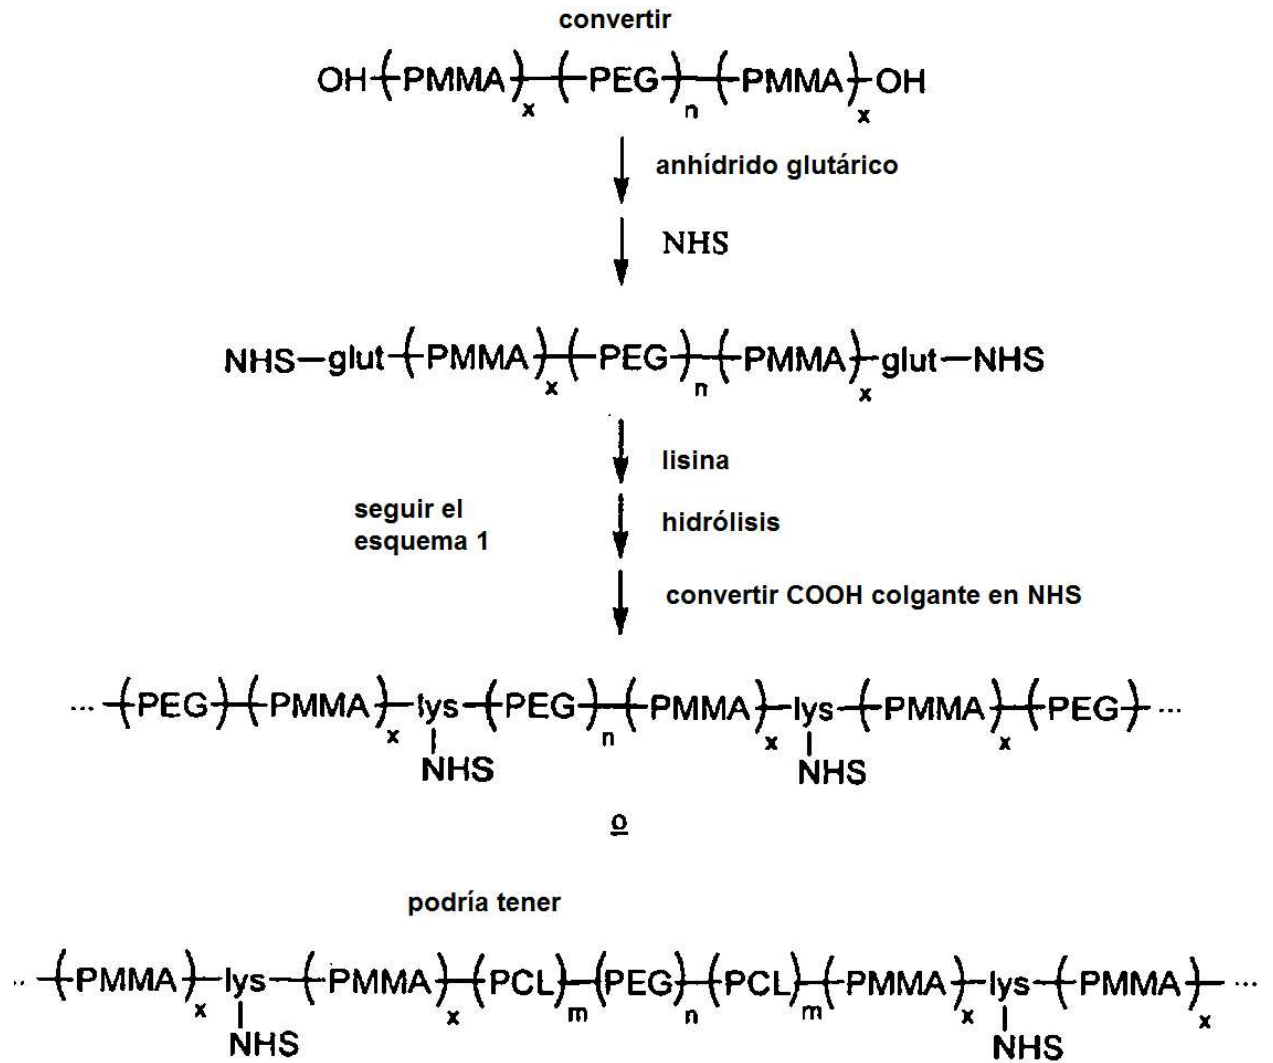 convertir
OH-(PMMA)x-(PEG)n-(PMMA)x-OH
anhídrido glutárico
NHS
NHS-glut-(PMMA)x-(PEG)n-(PMMA)x-glut-NHS
lisina
seguir el
esquema 1
hidrólisis
convertir COOH colgante en NHS
... -(PEG)-(PMMA)x-lys-(PEG)n-(PMMA)x-lys-(PMMA)x-(PEG)- ...
NHS NHS
o
podría tener
.. -(PMMA)x-lys-(PMMA)x-(PCL)m-(PEG)n-(PCL)m-(PMMA)x-lys-(PMMA)x- ...
NHS NHS